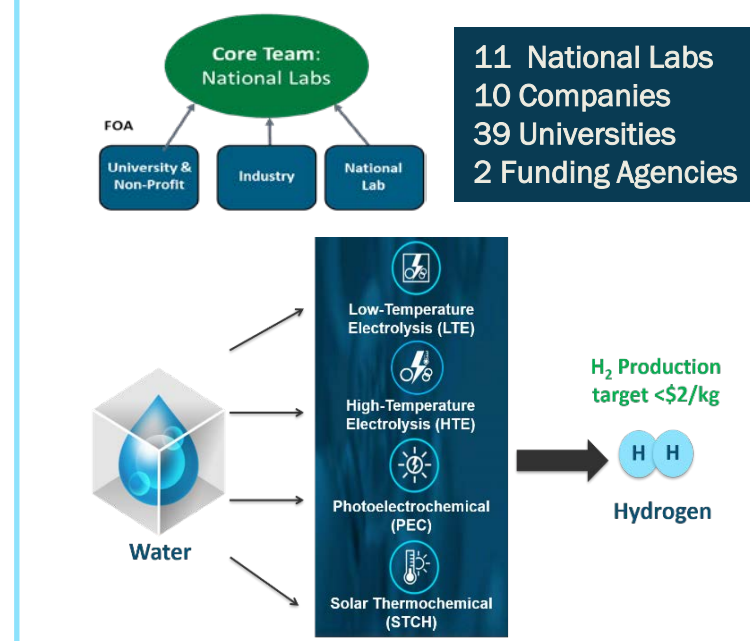 Core Team:
National Labs
FOA
University &
Non-Profit
Industry
National
Lab
11 National Labs
10 Companies
39 Universities
2 Funding Agencies
Low-Temperature
Electrolysis (LTE)
High-Temperature
Electrolysis (HTE)
Photoelectrochemical
(PEC)
Solar Thermochemical
(STCH)
Water
H₂ Production
target <$2/kg
H H
Hydrogen